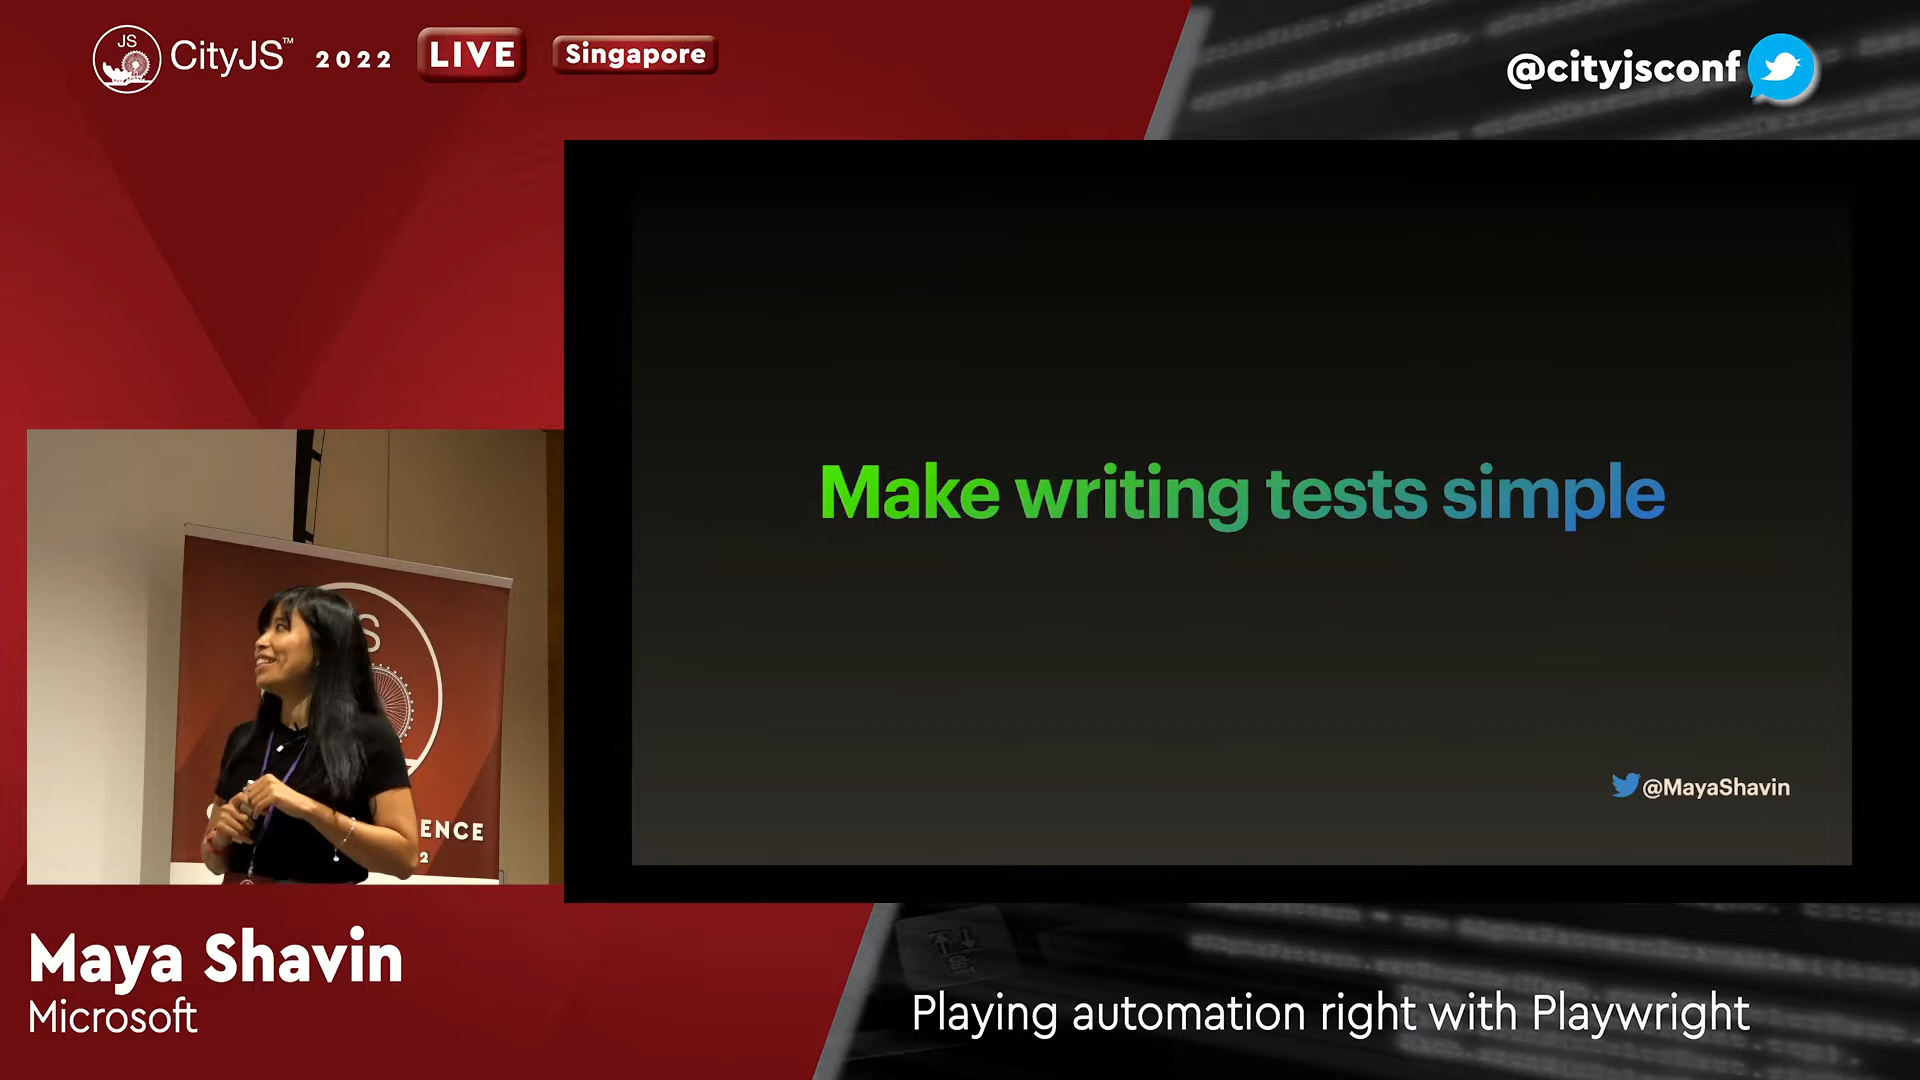 JS
CityJS™ 2022 LIVE Singapore
@cityjsconf
Make writing tests simple
@MayaShavin
S
ENCE
2
Maya Shavin
Microsoft
Playing automation right with Playwright